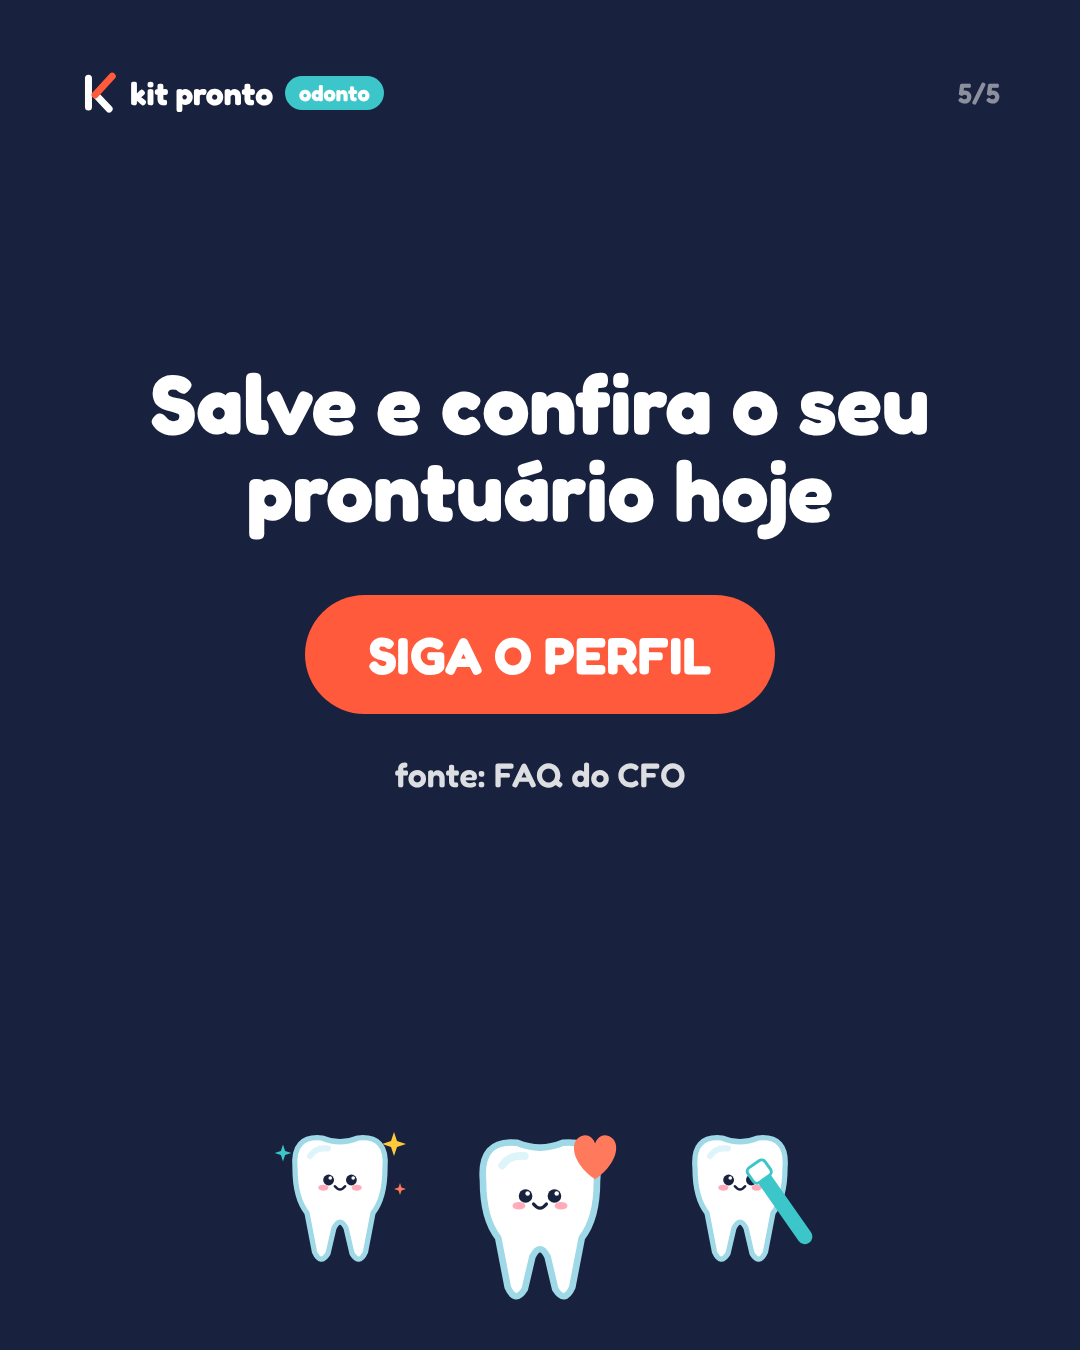 kit pronto odonto
5/5
Salve e confira o seu
prontuário hoje
SIGA O PERFIL
fonte: FAQ do CFO